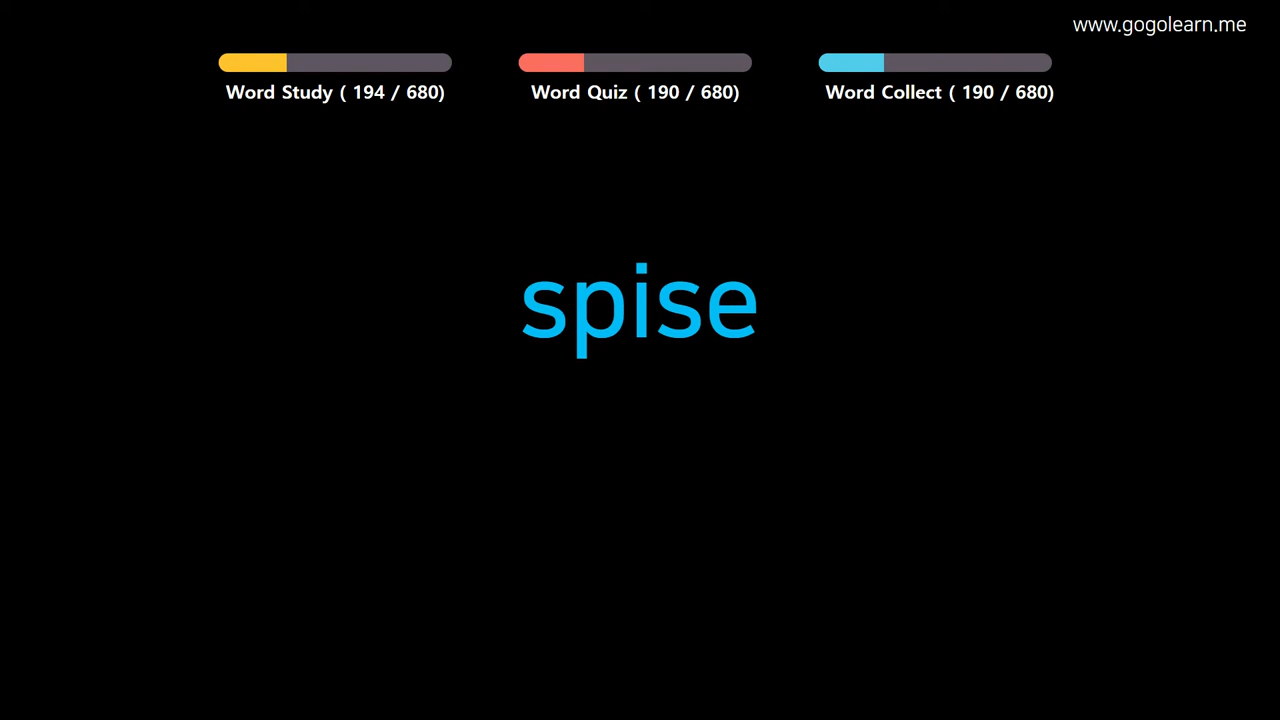 www.gogolearn.me
Word Study ( 194 / 680)
Word Quiz ( 190 / 680)
Word Collect ( 190 / 680)
spise